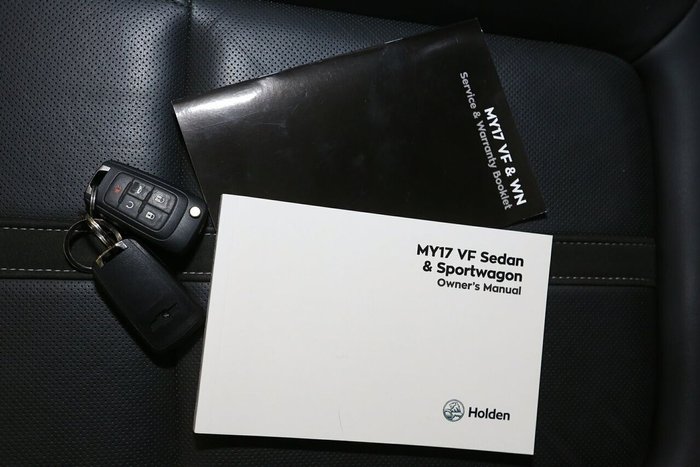 MY17 VF & WN
Service & Warranty Booklet
MY17 VF Sedan
& Sportwagon
Owner's Manual
Holden